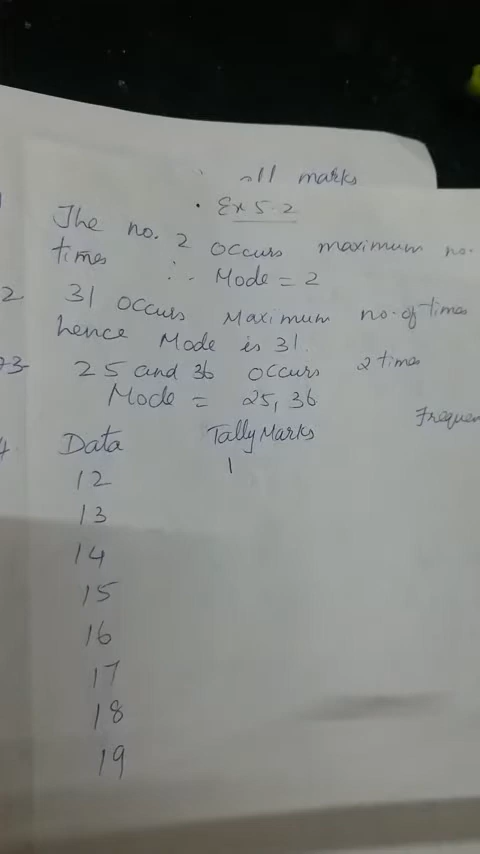 marks
Ex 5.2
The no. 2 occurs maximum no.
times ∴ Mode = 2
2 31 occurs Maximum no. of times
hence Mode is 31.
3 25 and 36 occurs 2 times
Mode = 25, 36
4. Data Tally Marks Frequen
12 |
13
14
15
16
17
18
19